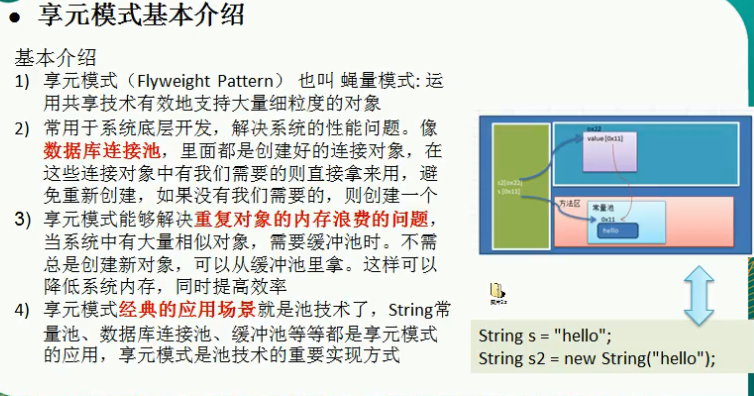 ● 享元模式基本介绍
基本介绍
1) 享元模式（Flyweight Pattern） 也叫 蝇量模式: 运
用共享技术有效地支持大量细粒度的对象
2) 常用于系统底层开发，解决系统的性能问题。像
数据库连接池，里面都是创建好的连接对象，在
这些连接对象中有我们需要的则直接拿来用，避
免重新创建，如果没有我们需要的，则创建一个
3) 享元模式能够解决重复对象的内存浪费的问题，
当系统中有大量相似对象，需要缓冲池时。不需
总是创建新对象，可以从缓冲池里拿。这样可以
降低系统内存，同时提高效率
4) 享元模式经典的应用场景就是池技术了，String常
量池、数据库连接池、缓冲池等等都是享元模式
的应用，享元模式是池技术的重要实现方式
0x22
value [0x11]
s2[0x22]
s [0x11]
方法区
常量池
0x11
hello
String s = "hello";
String s2 = new String("hello");